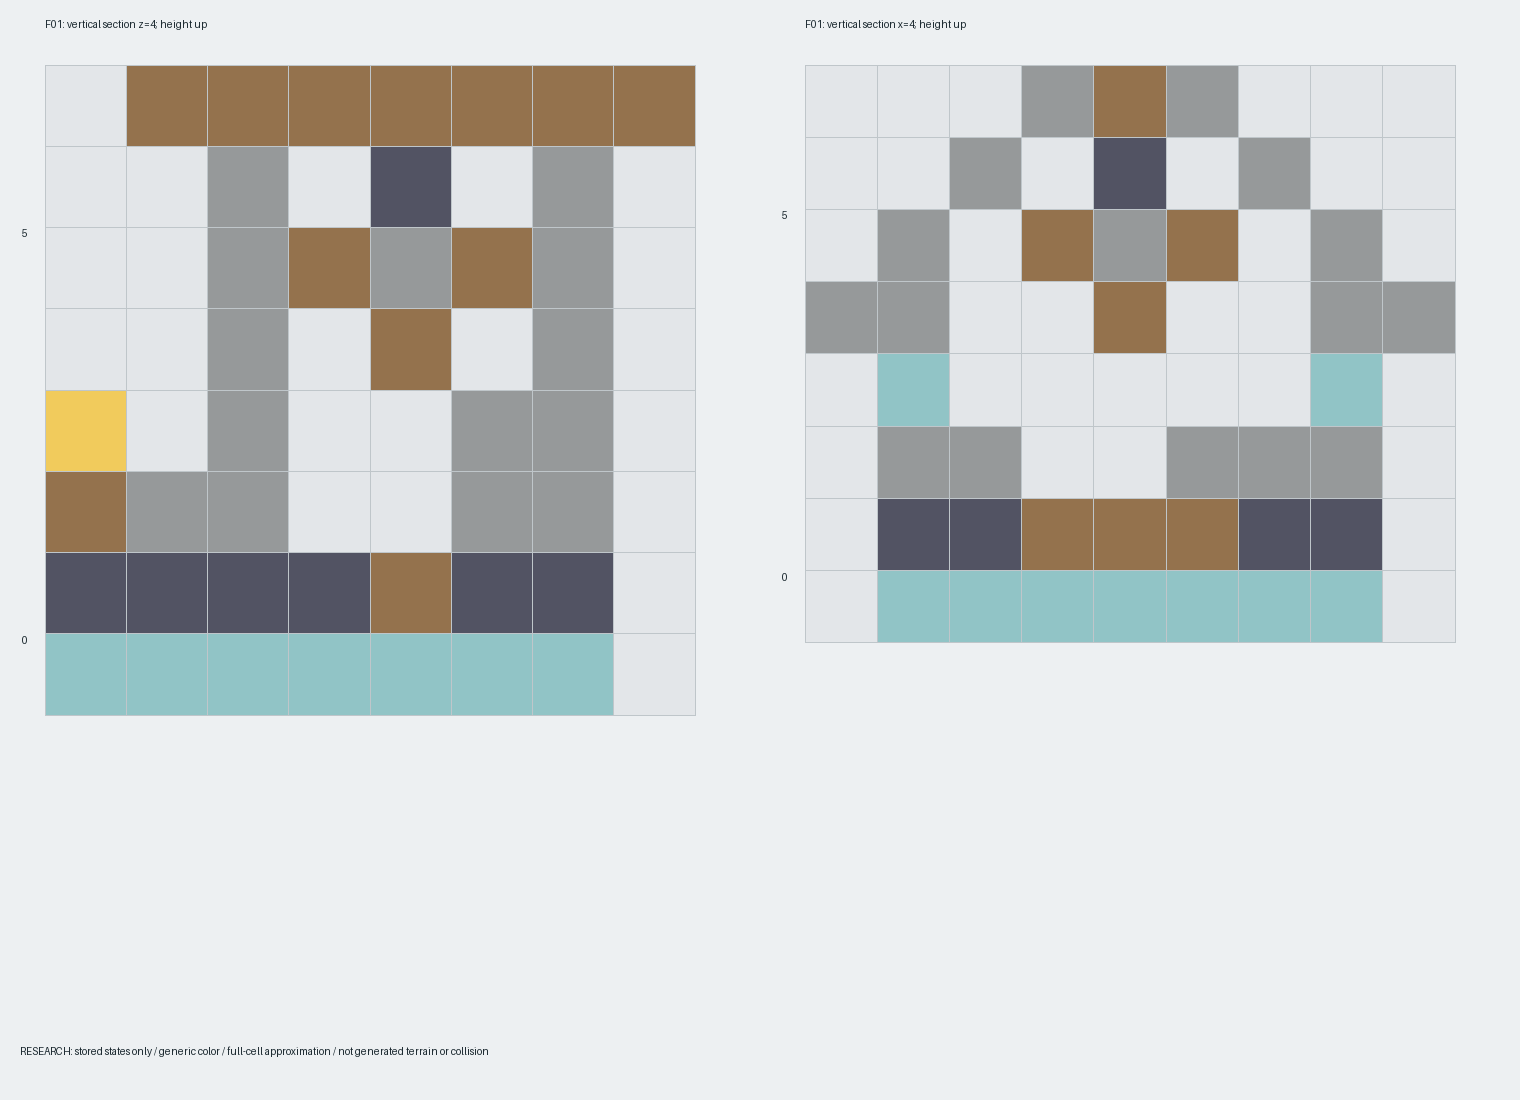 F01: vertical section z=4; height up
F01: vertical section x=4; height up
5
0
5
0
RESEARCH: stored states only / generic color / full-cell approximation / not generated terrain or collision